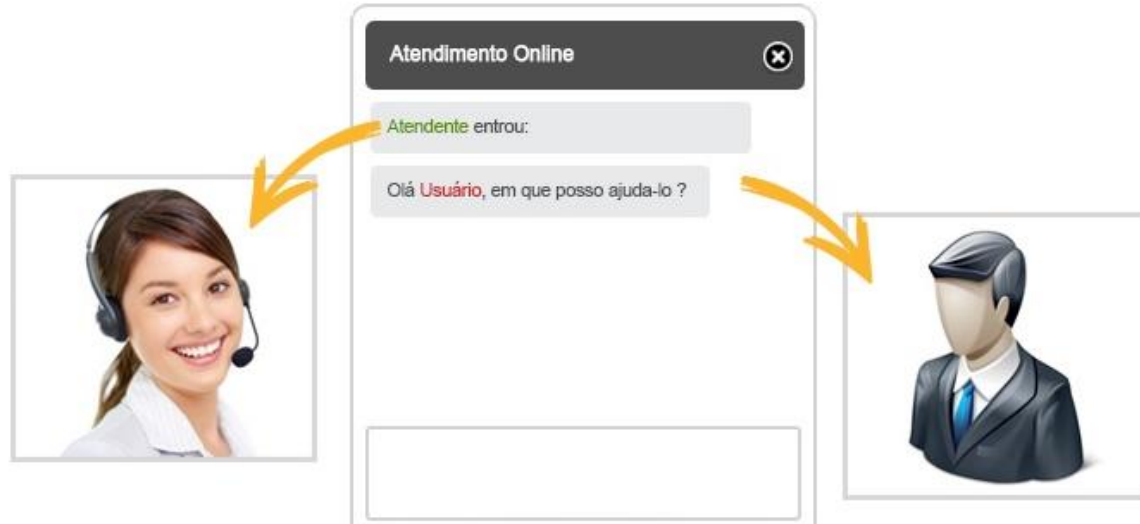 Atendimento Online
Atendente entrou:
Olá Usuário, em que posso ajuda-lo ?